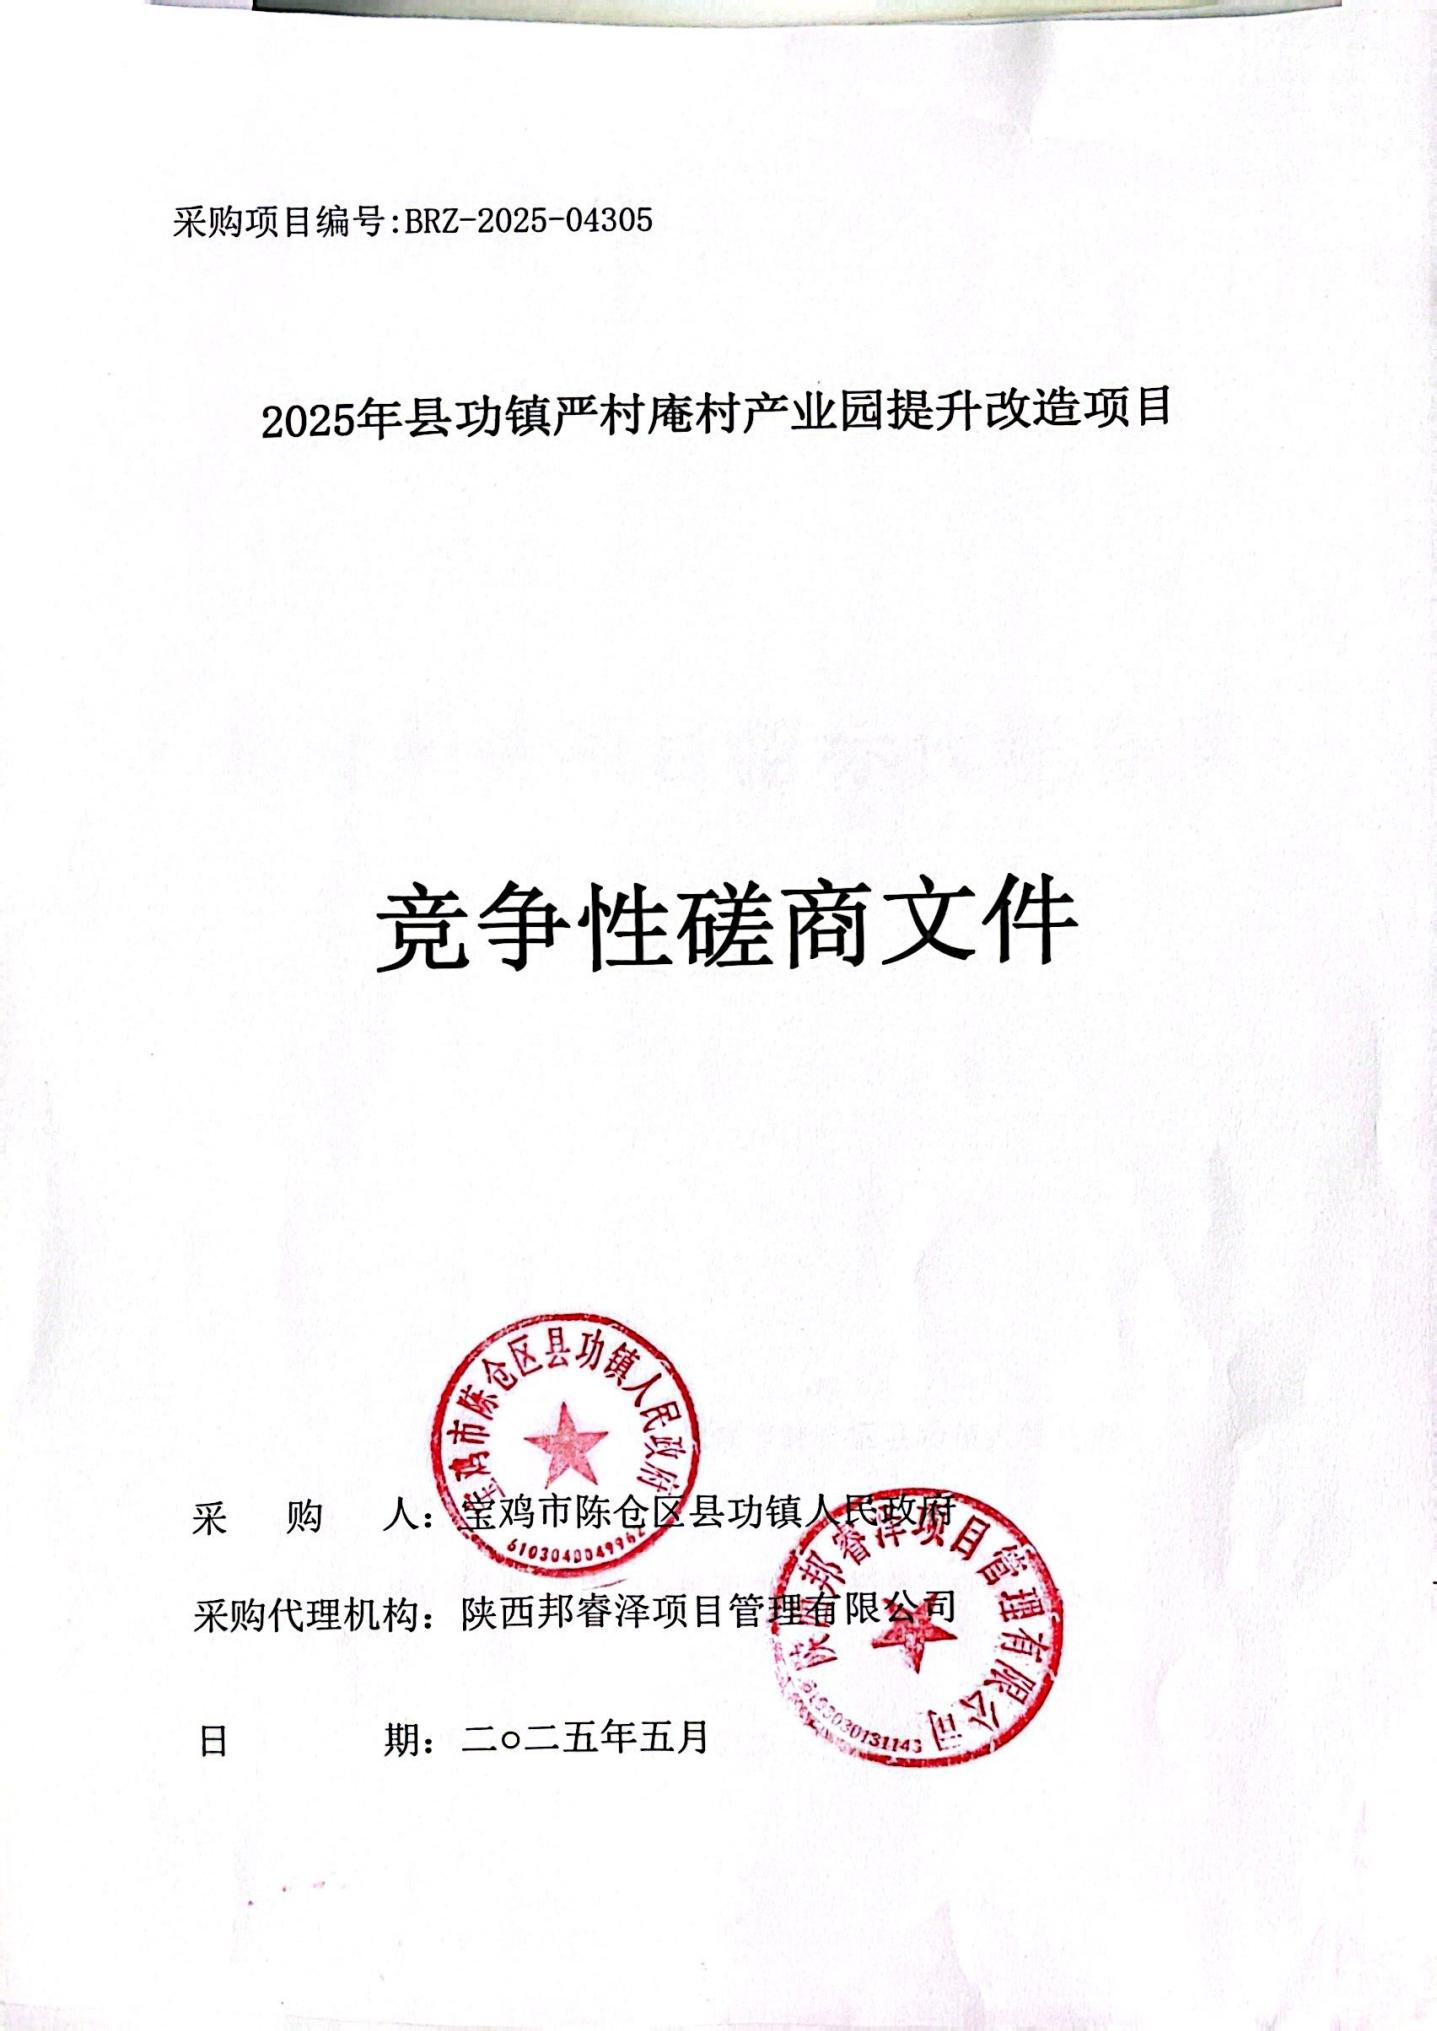 采购项目编号:BRZ-2025-04305
2025年县功镇严村庵村产业园提升改造项目
竞争性磋商文件
宝鸡市陈仓区县功镇人民政府
6103040049962
采购人：宝鸡市陈仓区县功镇人民政府
陕西邦睿泽项目管理有限公司
6103030131143
采购代理机构：陕西邦睿泽项目管理有限公司
日期：二○二五年五月